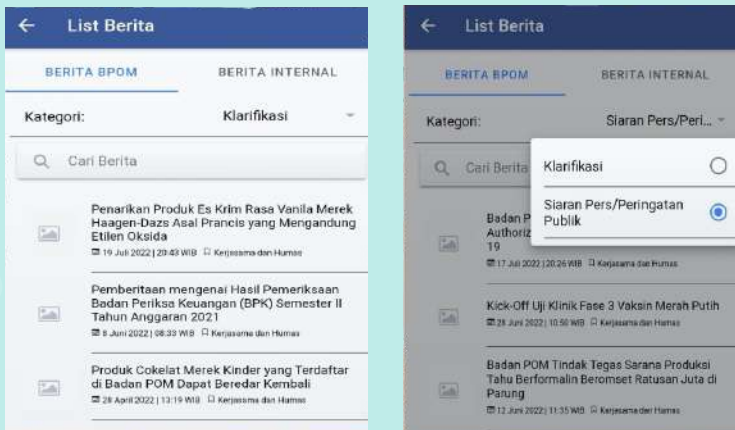 List Berita
BERITA BPOM BERITA INTERNAL
Kategori: Klarifikasi
Cari Berita
Penarikan Produk Es Krim Rasa Vanila Merek
Haagen-Dazs Asal Prancis yang Mengandung
Etilen Oksida
19 Juli 2022 | 20:43 WIB Kerjasama dan Humas
Pemberitaan mengenai Hasil Pemeriksaan
Badan Periksa Keuangan (BPK) Semester II
Tahun Anggaran 2021
8 Juni 2022 | 08:33 WIB Kerjasama dan Humas
Produk Cokelat Merek Kinder yang Terdaftar
di Badan POM Dapat Beredar Kembali
28 April 2022 | 13:19 WIB Kerjasama dan Humas
List Berita
BERITA BPOM BERITA INTERNAL
Kategori: Siaran Pers/Peri...
Cari Berita
Klarifikasi
Siaran Pers/Peringatan
Publik
Badan P
Authoriz
19
17 Juli 2022 | 20:26 WIB Kerjasama dan Humas
Kick-Off Uji Klinik Fase 3 Vaksin Merah Putih
28 Juni 2022 | 10:50 WIB Kerjasama dan Humas
Badan POM Tindak Tegas Sarana Produksi
Tahu Berformalin Beromset Ratusan Juta di
Parung
12 Juni 2022 | 11:35 WIB Kerjasama dan Humas